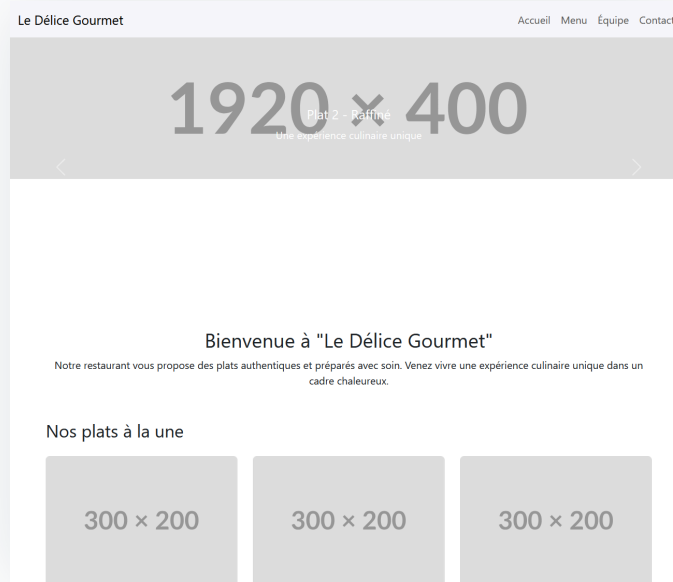 Le Délice Gourmet
Accueil Menu Équipe Contact
1920 × 400
Plat 2 - Raffiné
Une expérience culinaire unique
Bienvenue à "Le Délice Gourmet"
Notre restaurant vous propose des plats authentiques et préparés avec soin. Venez vivre une expérience culinaire unique dans un
cadre chaleureux.
Nos plats à la une
300 × 200 300 × 200 300 × 200